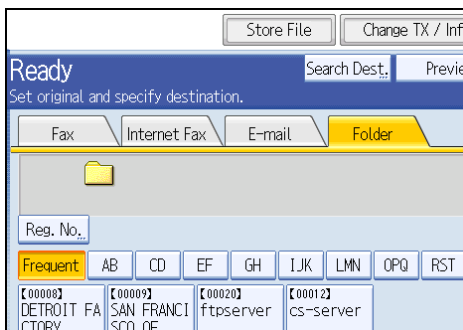 Store File Change TX / Inf
Ready Search Dest. Previe
Set original and specify destination.
Fax Internet Fax E-mail Folder
Reg. No.
Frequent AB CD EF GH IJK LMN OPQ RST
【00008】 【00009】 【00020】 【00012】
DETROIT FA SAN FRANCI ftpserver cs-server
CTORY SCO OF